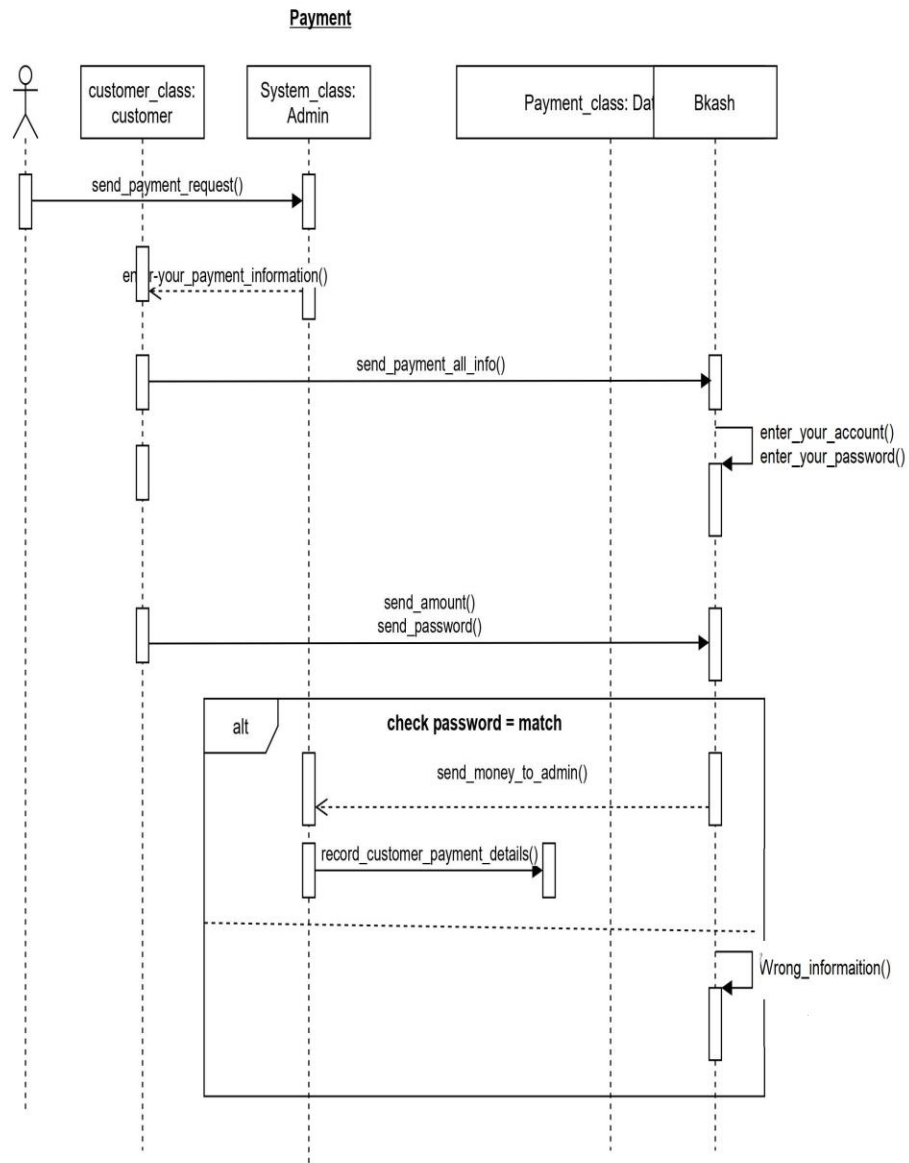 Payment
customer_class:
customer
System_class:
Admin
Payment_class: Dat
Bkash
send_payment_request()
en r-your_payment_information()
send_payment_all_info()
enter_your_account()
enter_your_password()
send_amount()
send_password()
alt
check password = match
send_money_to_admin()
record_customer_payment_details()
Wrong_informaition()